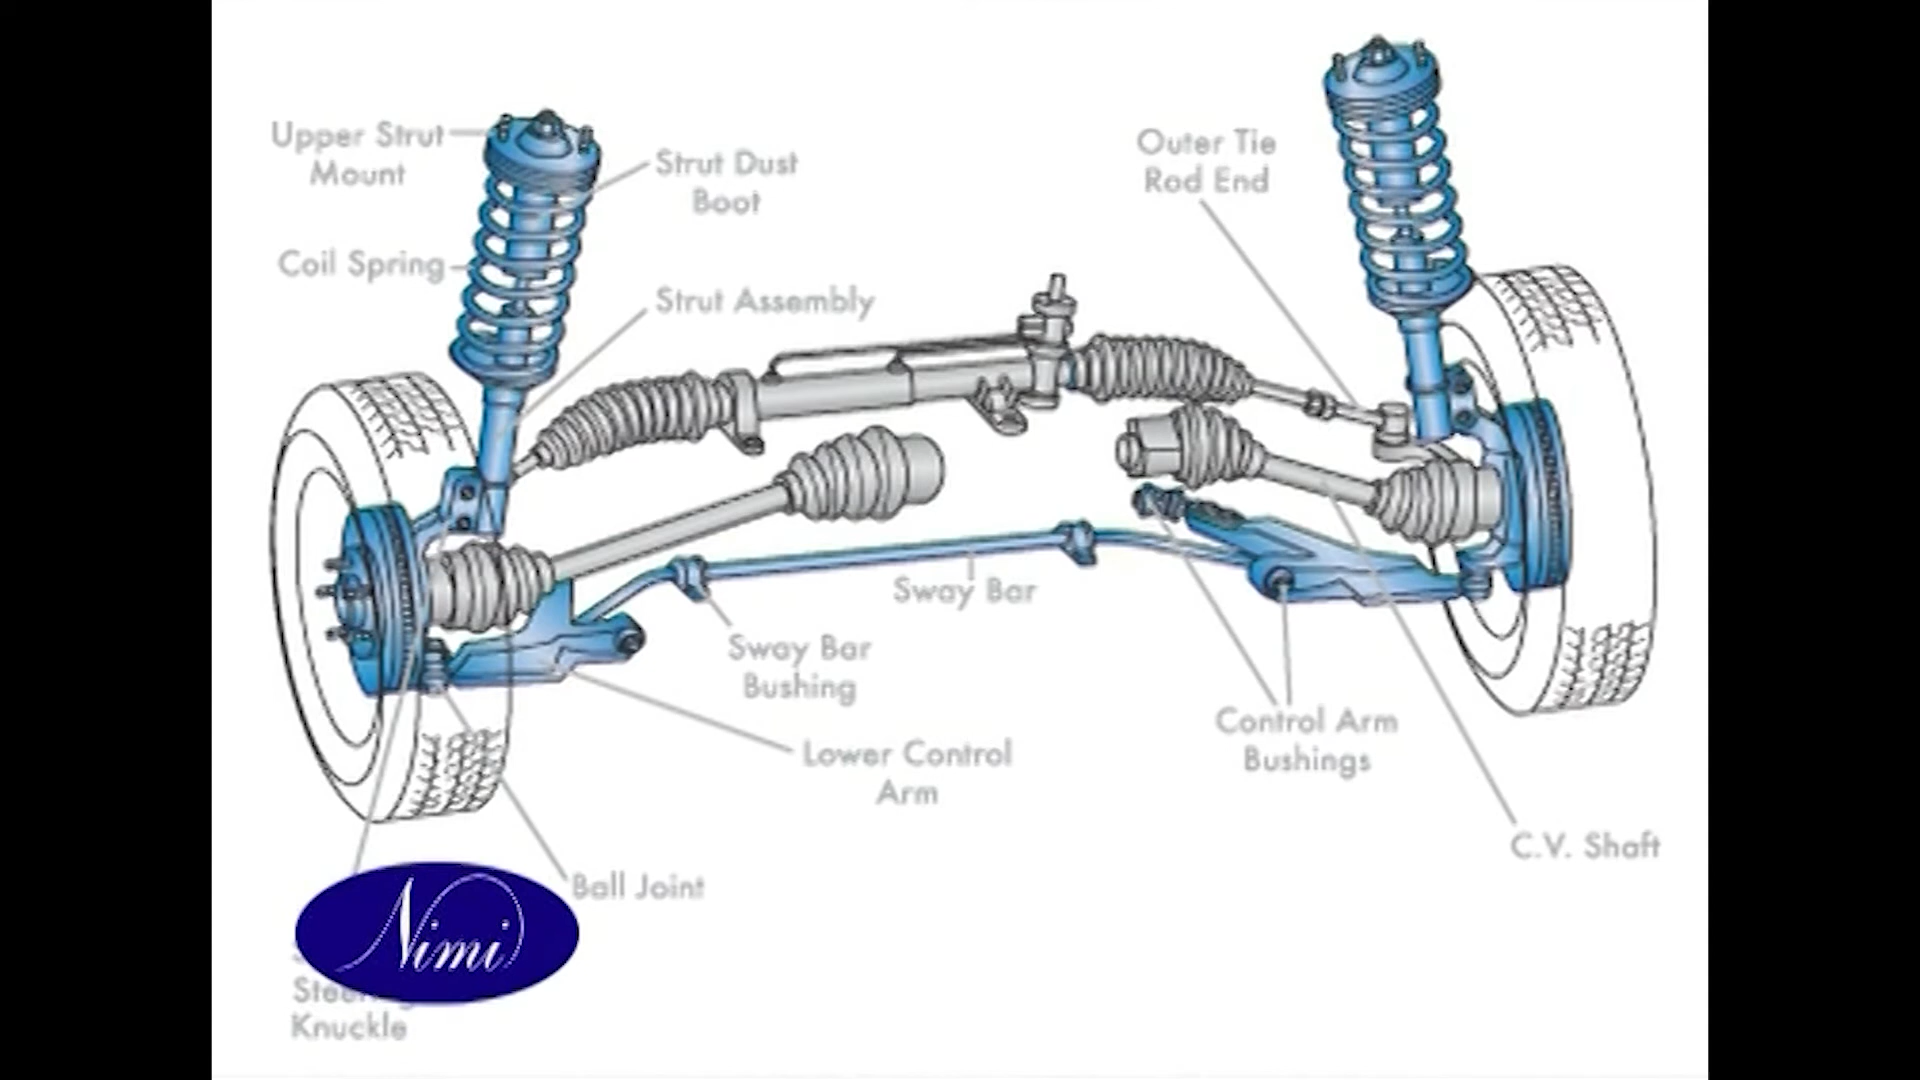 Upper Strut
Mount
Strut Dust
Boot
Outer Tie
Rod End
Coil Spring
Strut Assembly
Sway Bar
Sway Bar
Bushing
Control Arm
Bushings
Lower Control
Arm
C.V. Shaft
Ball Joint
Nimi
Knuckle